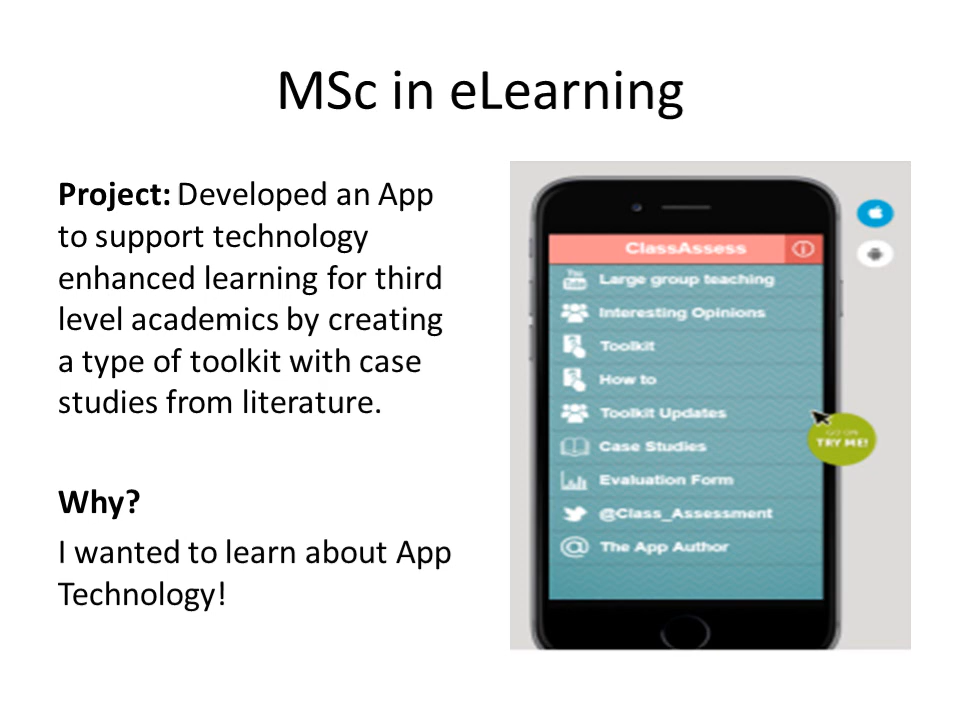 MSc in eLearning
Project: Developed an App
to support technology
enhanced learning for third
level academics by creating
a type of toolkit with case
studies from literature.
Why?
I wanted to learn about App
Technology!
ClassAssess
You
Tube
Large group teaching
Interesting Opinions
Toolkit
How to
Toolkit Updates
Case Studies
Evaluation Form
@Class_Assessment
@ The App Author
TRY ME!